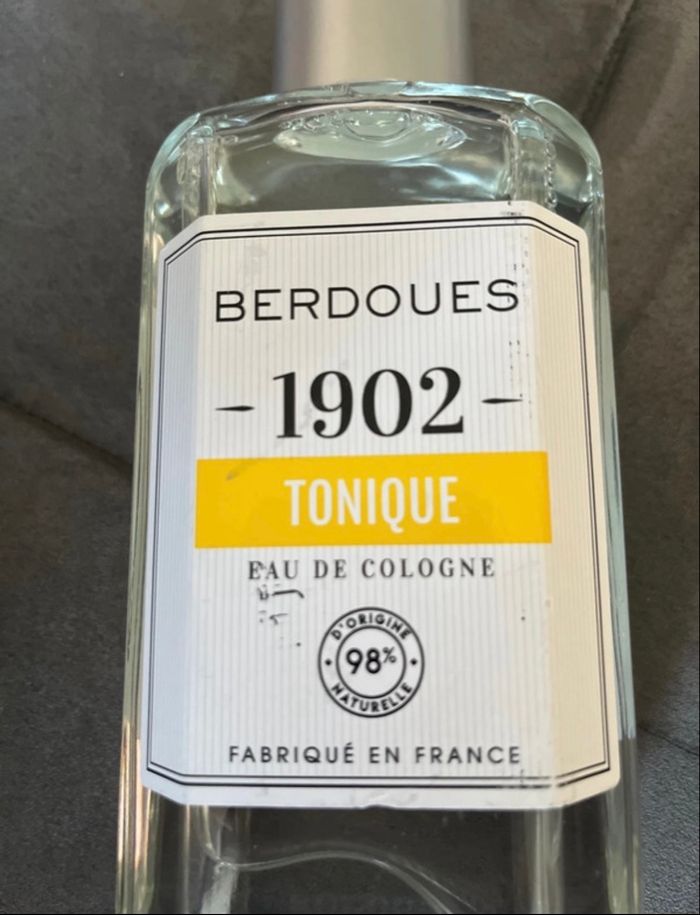 BERDOUES
- 1902 -
TONIQUE
EAU DE COLOGNE
D'ORIGINE
98%
NATURELLE
FABRIQUÉ EN FRANCE